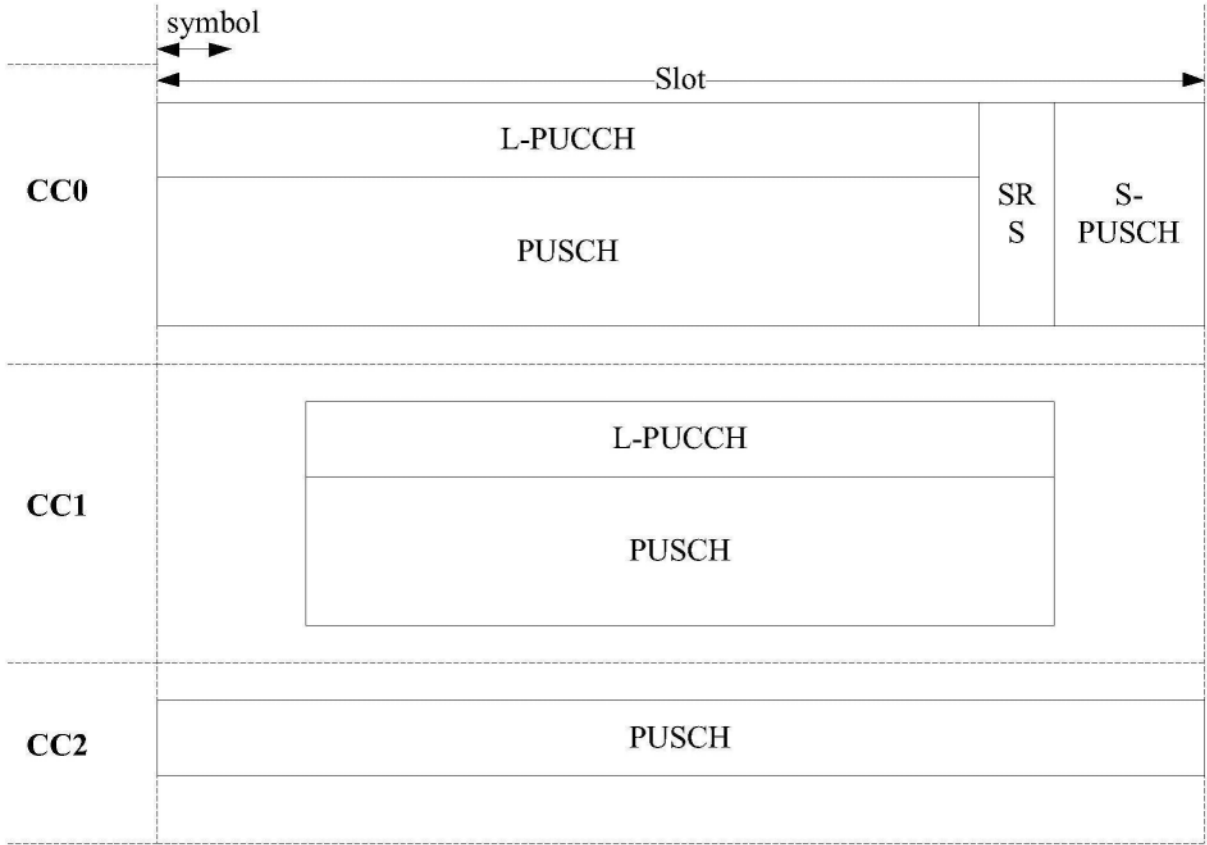 symbol
Slot
CC0
L-PUCCH
PUSCH
SR
S
S-
PUSCH
CC1
L-PUCCH
PUSCH
CC2
PUSCH